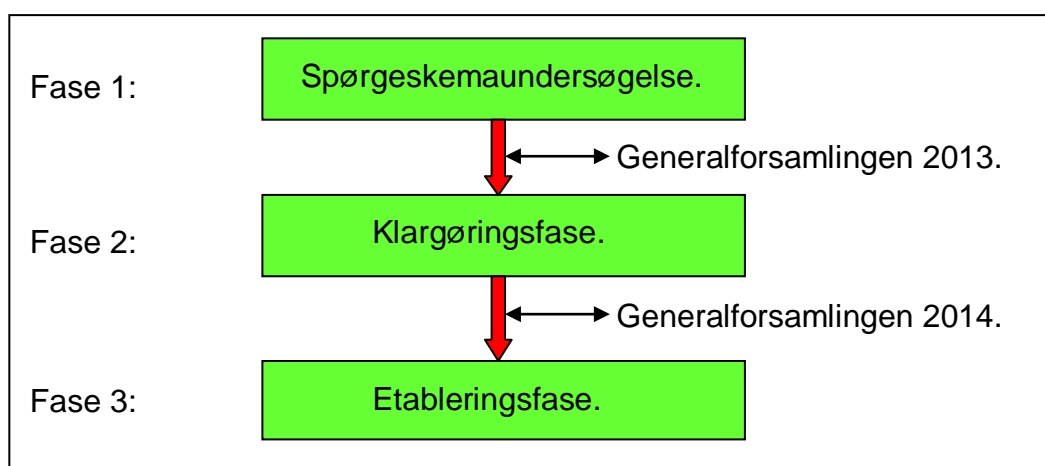 Fase 1:
Spørgeskemaundersøgelse.
Generalforsamlingen 2013.
Fase 2:
Klargøringsfase.
Generalforsamlingen 2014.
Fase 3:
Etableringsfase.